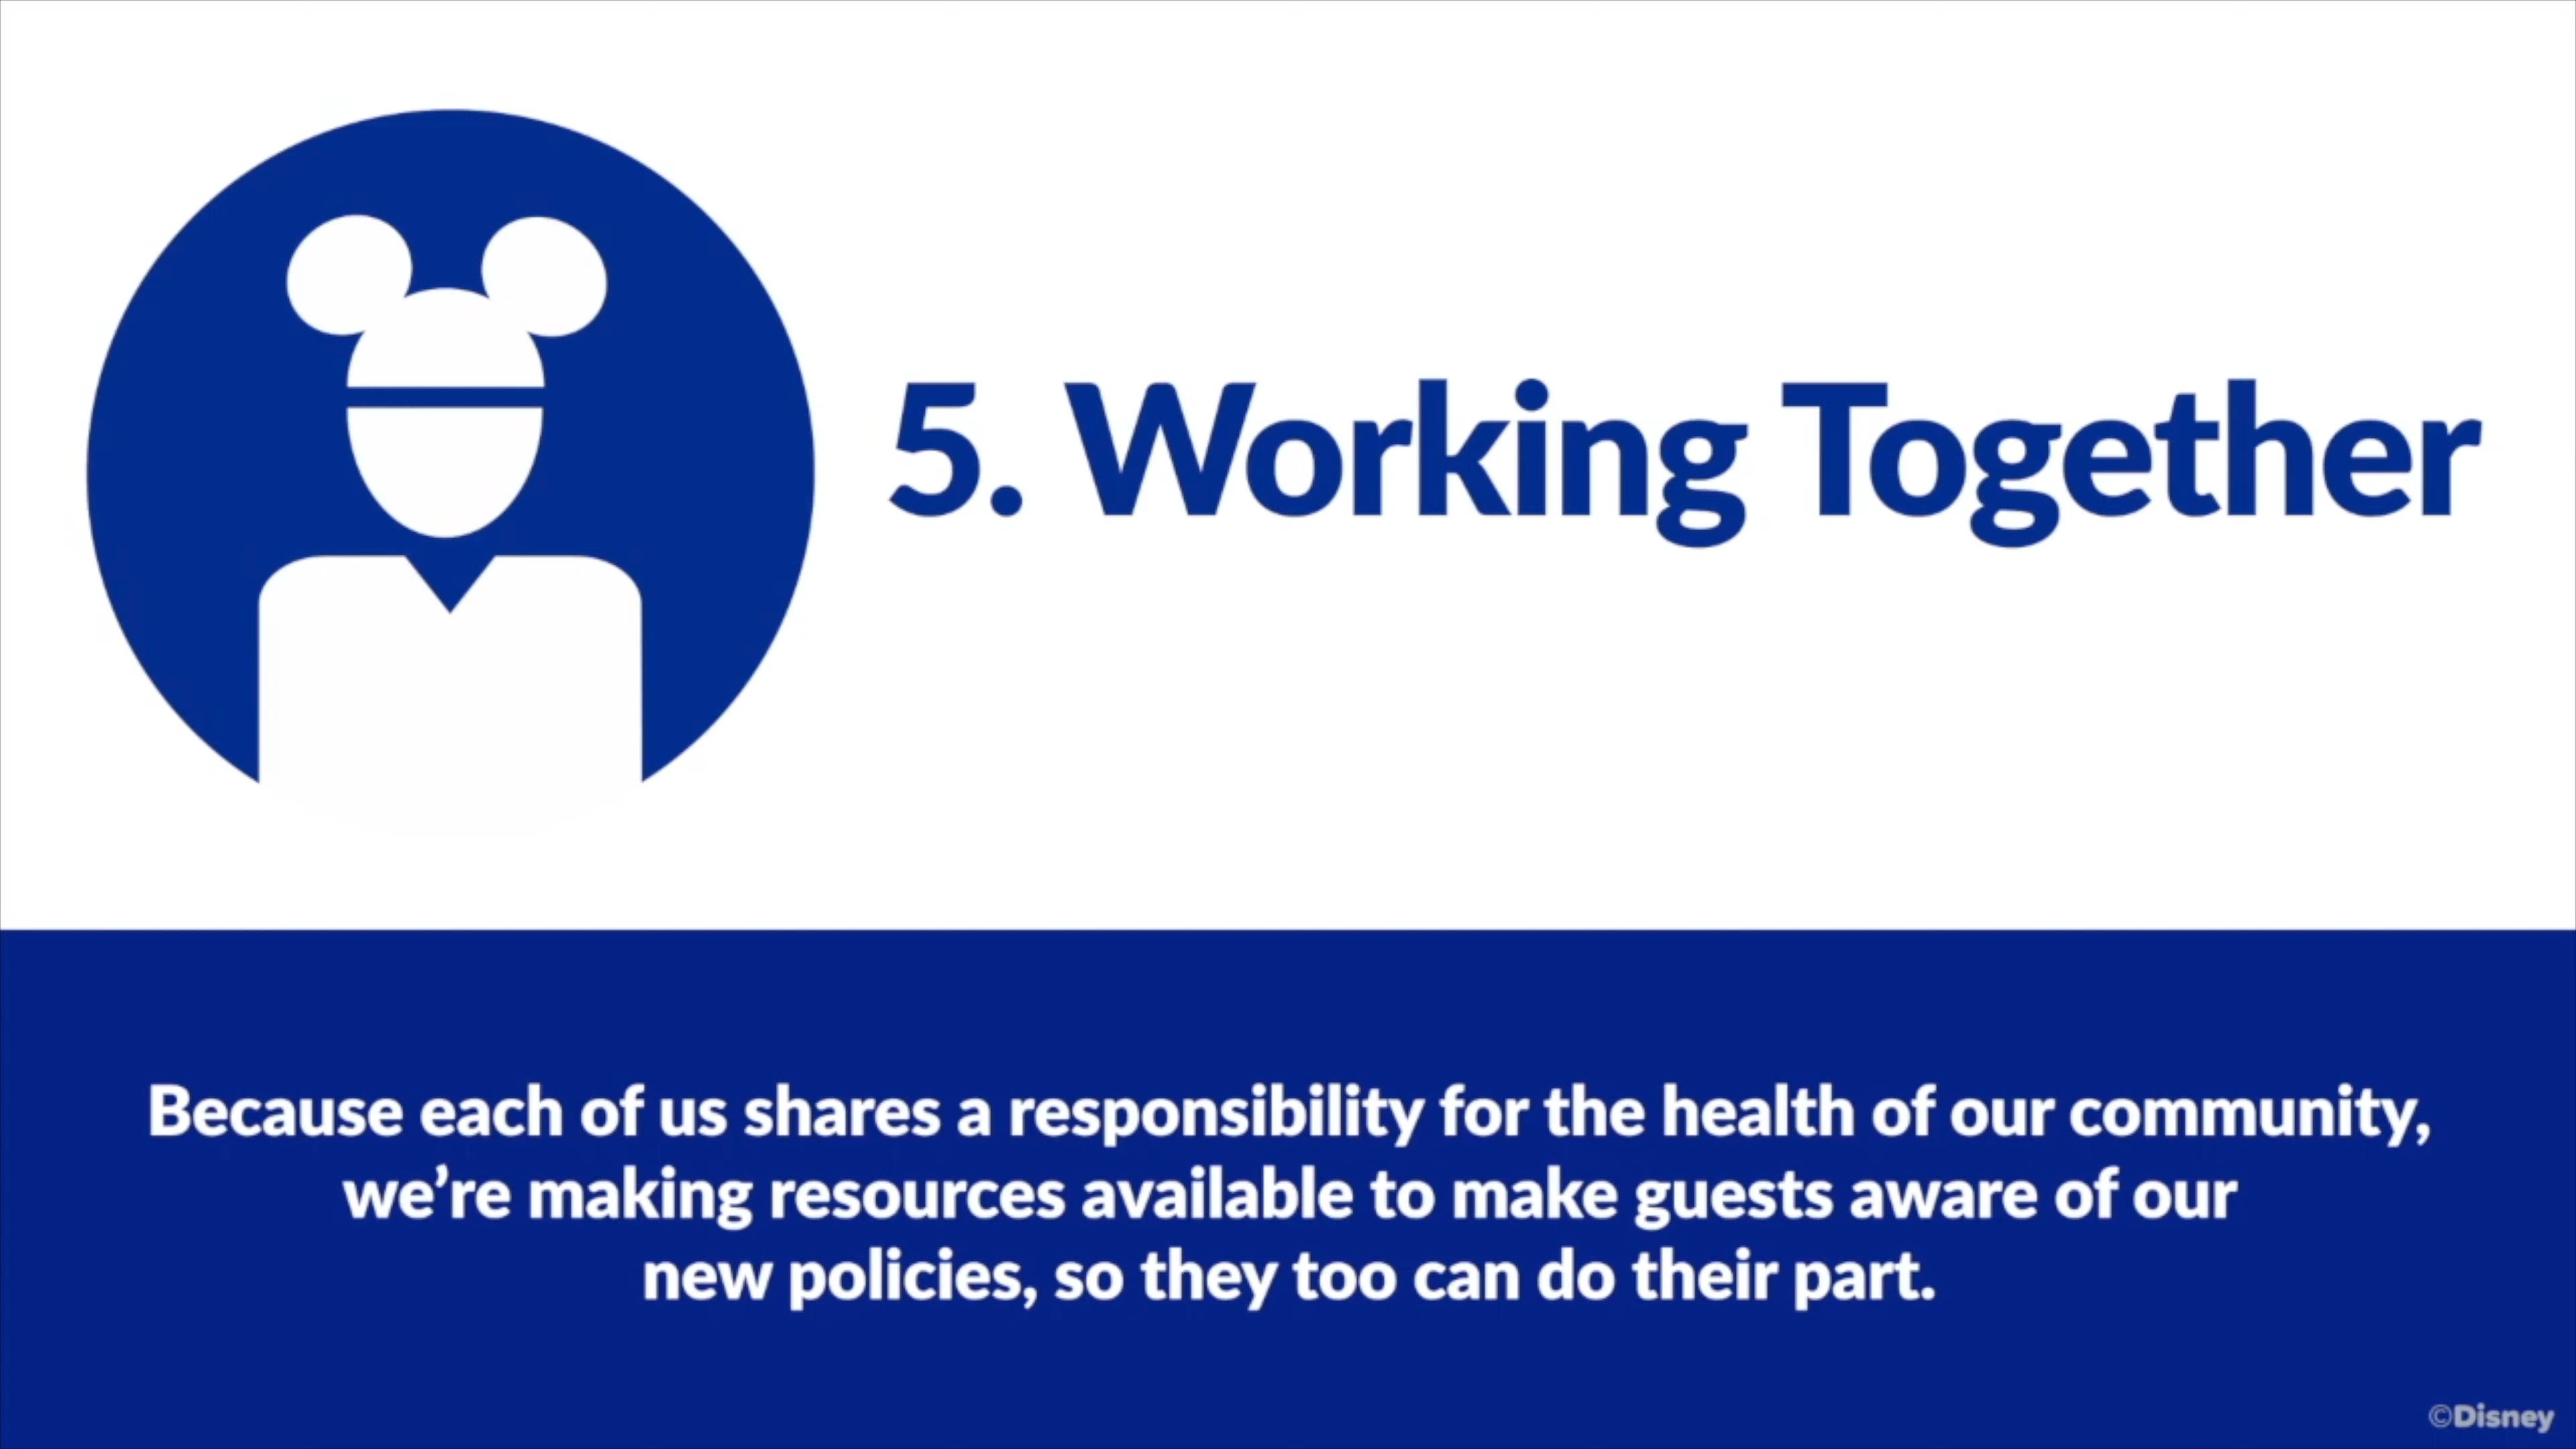 5. Working Together
Because each of us shares a responsibility for the health of our community,
we’re making resources available to make guests aware of our
new policies, so they too can do their part.
©Disney